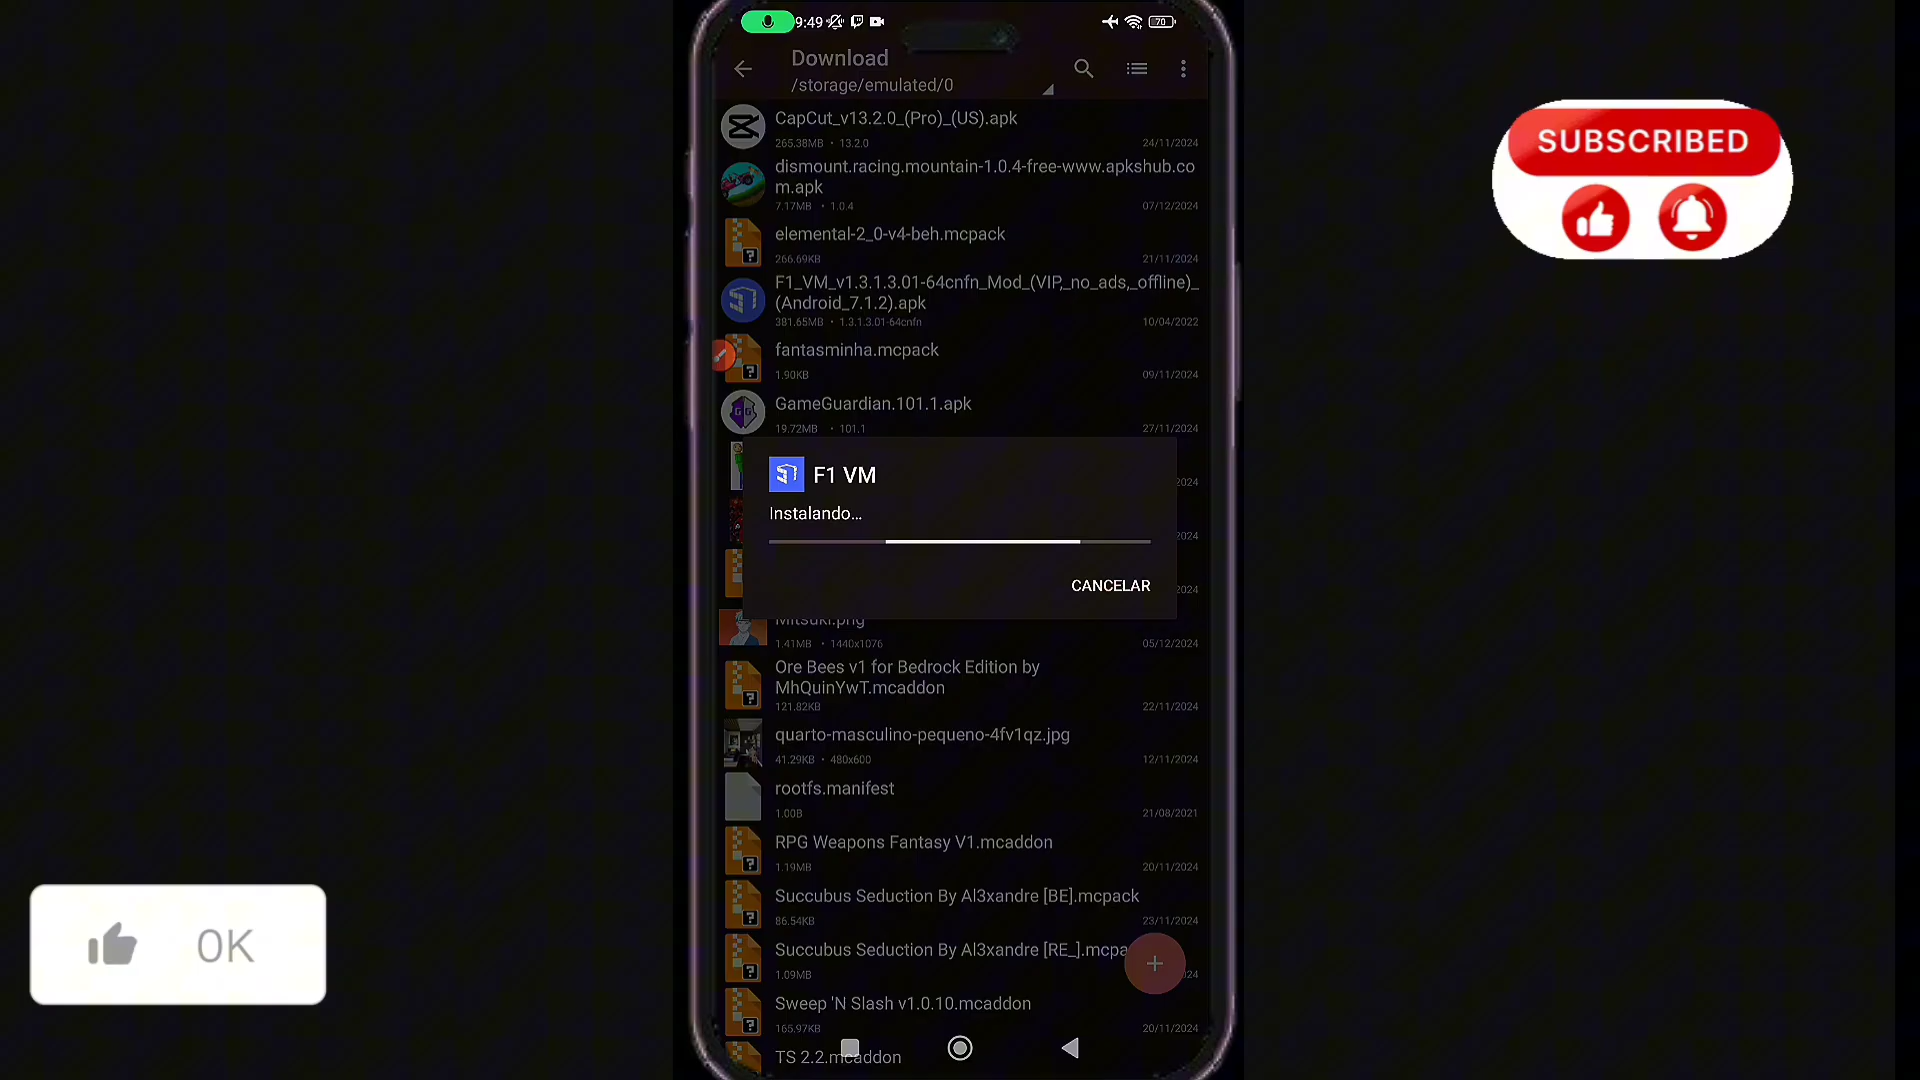 9:49
70
Download
/storage/emulated/0
SUBSCRIBED
CapCut_v13.2.0_(Pro)_(US).apk
265.38MB • 13.2.0
24/11/2024
dismount.racing.mountain-1.0.4-free-www.apkshub.co
m.apk
7.17MB • 1.0.4
07/12/2024
elemental-2_0-v4-beh.mcpack
266.69KB
21/11/2024
F1_VM_v1.3.1.3.01-64cnfn_Mod_(VIP,_no_ads,_offline)_
(Android_7.1.2).apk
381.65MB • 1.3.1.3.01-64cnfn
10/04/2022
fantasminha.mcpack
1.90KB
09/11/2024
GameGuardian.101.1.apk
19.72MB • 101.1
27/11/2024
2024
F1 VM
Instalando...
2024
CANCELAR
2024
Mitsuki.png
1.41MB • 1440x1076
05/12/2024
Ore Bees v1 for Bedrock Edition by
MhQuinYwT.mcaddon
121.82KB
22/11/2024
quarto-masculino-pequeno-4fv1qz.jpg
41.29KB • 480x600
12/11/2024
rootfs.manifest
1.00B
21/08/2021
RPG Weapons Fantasy V1.mcaddon
1.19MB
20/11/2024
Succubus Seduction By Al3xandre [BE].mcpack
86.54KB
23/11/2024
0K
Succubus Seduction By Al3xandre [RE_].mcpa
1.09MB
24
Sweep 'N Slash v1.0.10.mcaddon
165.97KB
20/11/2024
TS 2.2.mcaddon